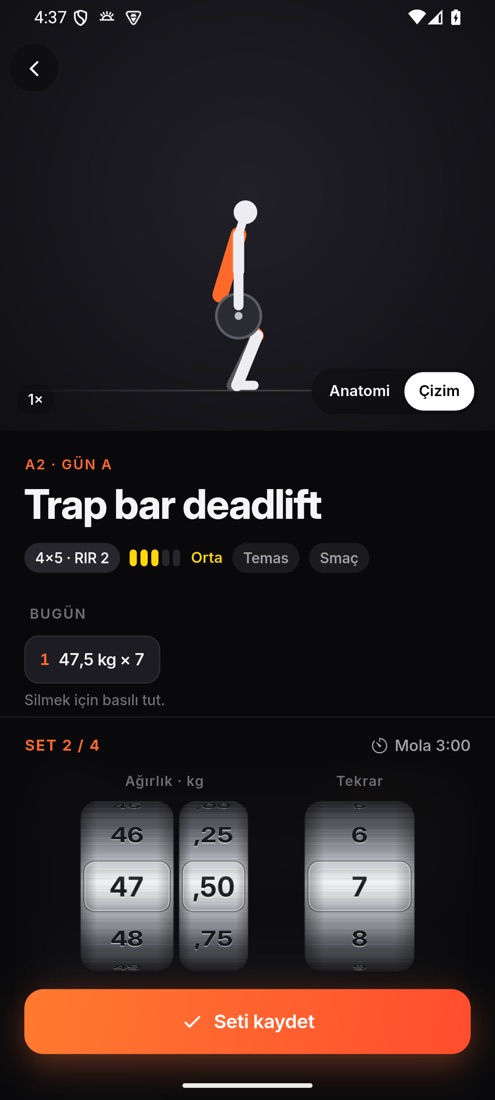 4:37
1×
Anatomi Çizim
A2 · GÜN A
Trap bar deadlift
4×5 · RIR 2 Orta Temas Smaç
BUGÜN
1 47,5 kg × 7
Silmek için basılı tut.
SET 2 / 4 Mola 3:00
Ağırlık · kg Tekrar
46 ,25 6
47 ,50 7
48 ,75 8
Seti kaydet